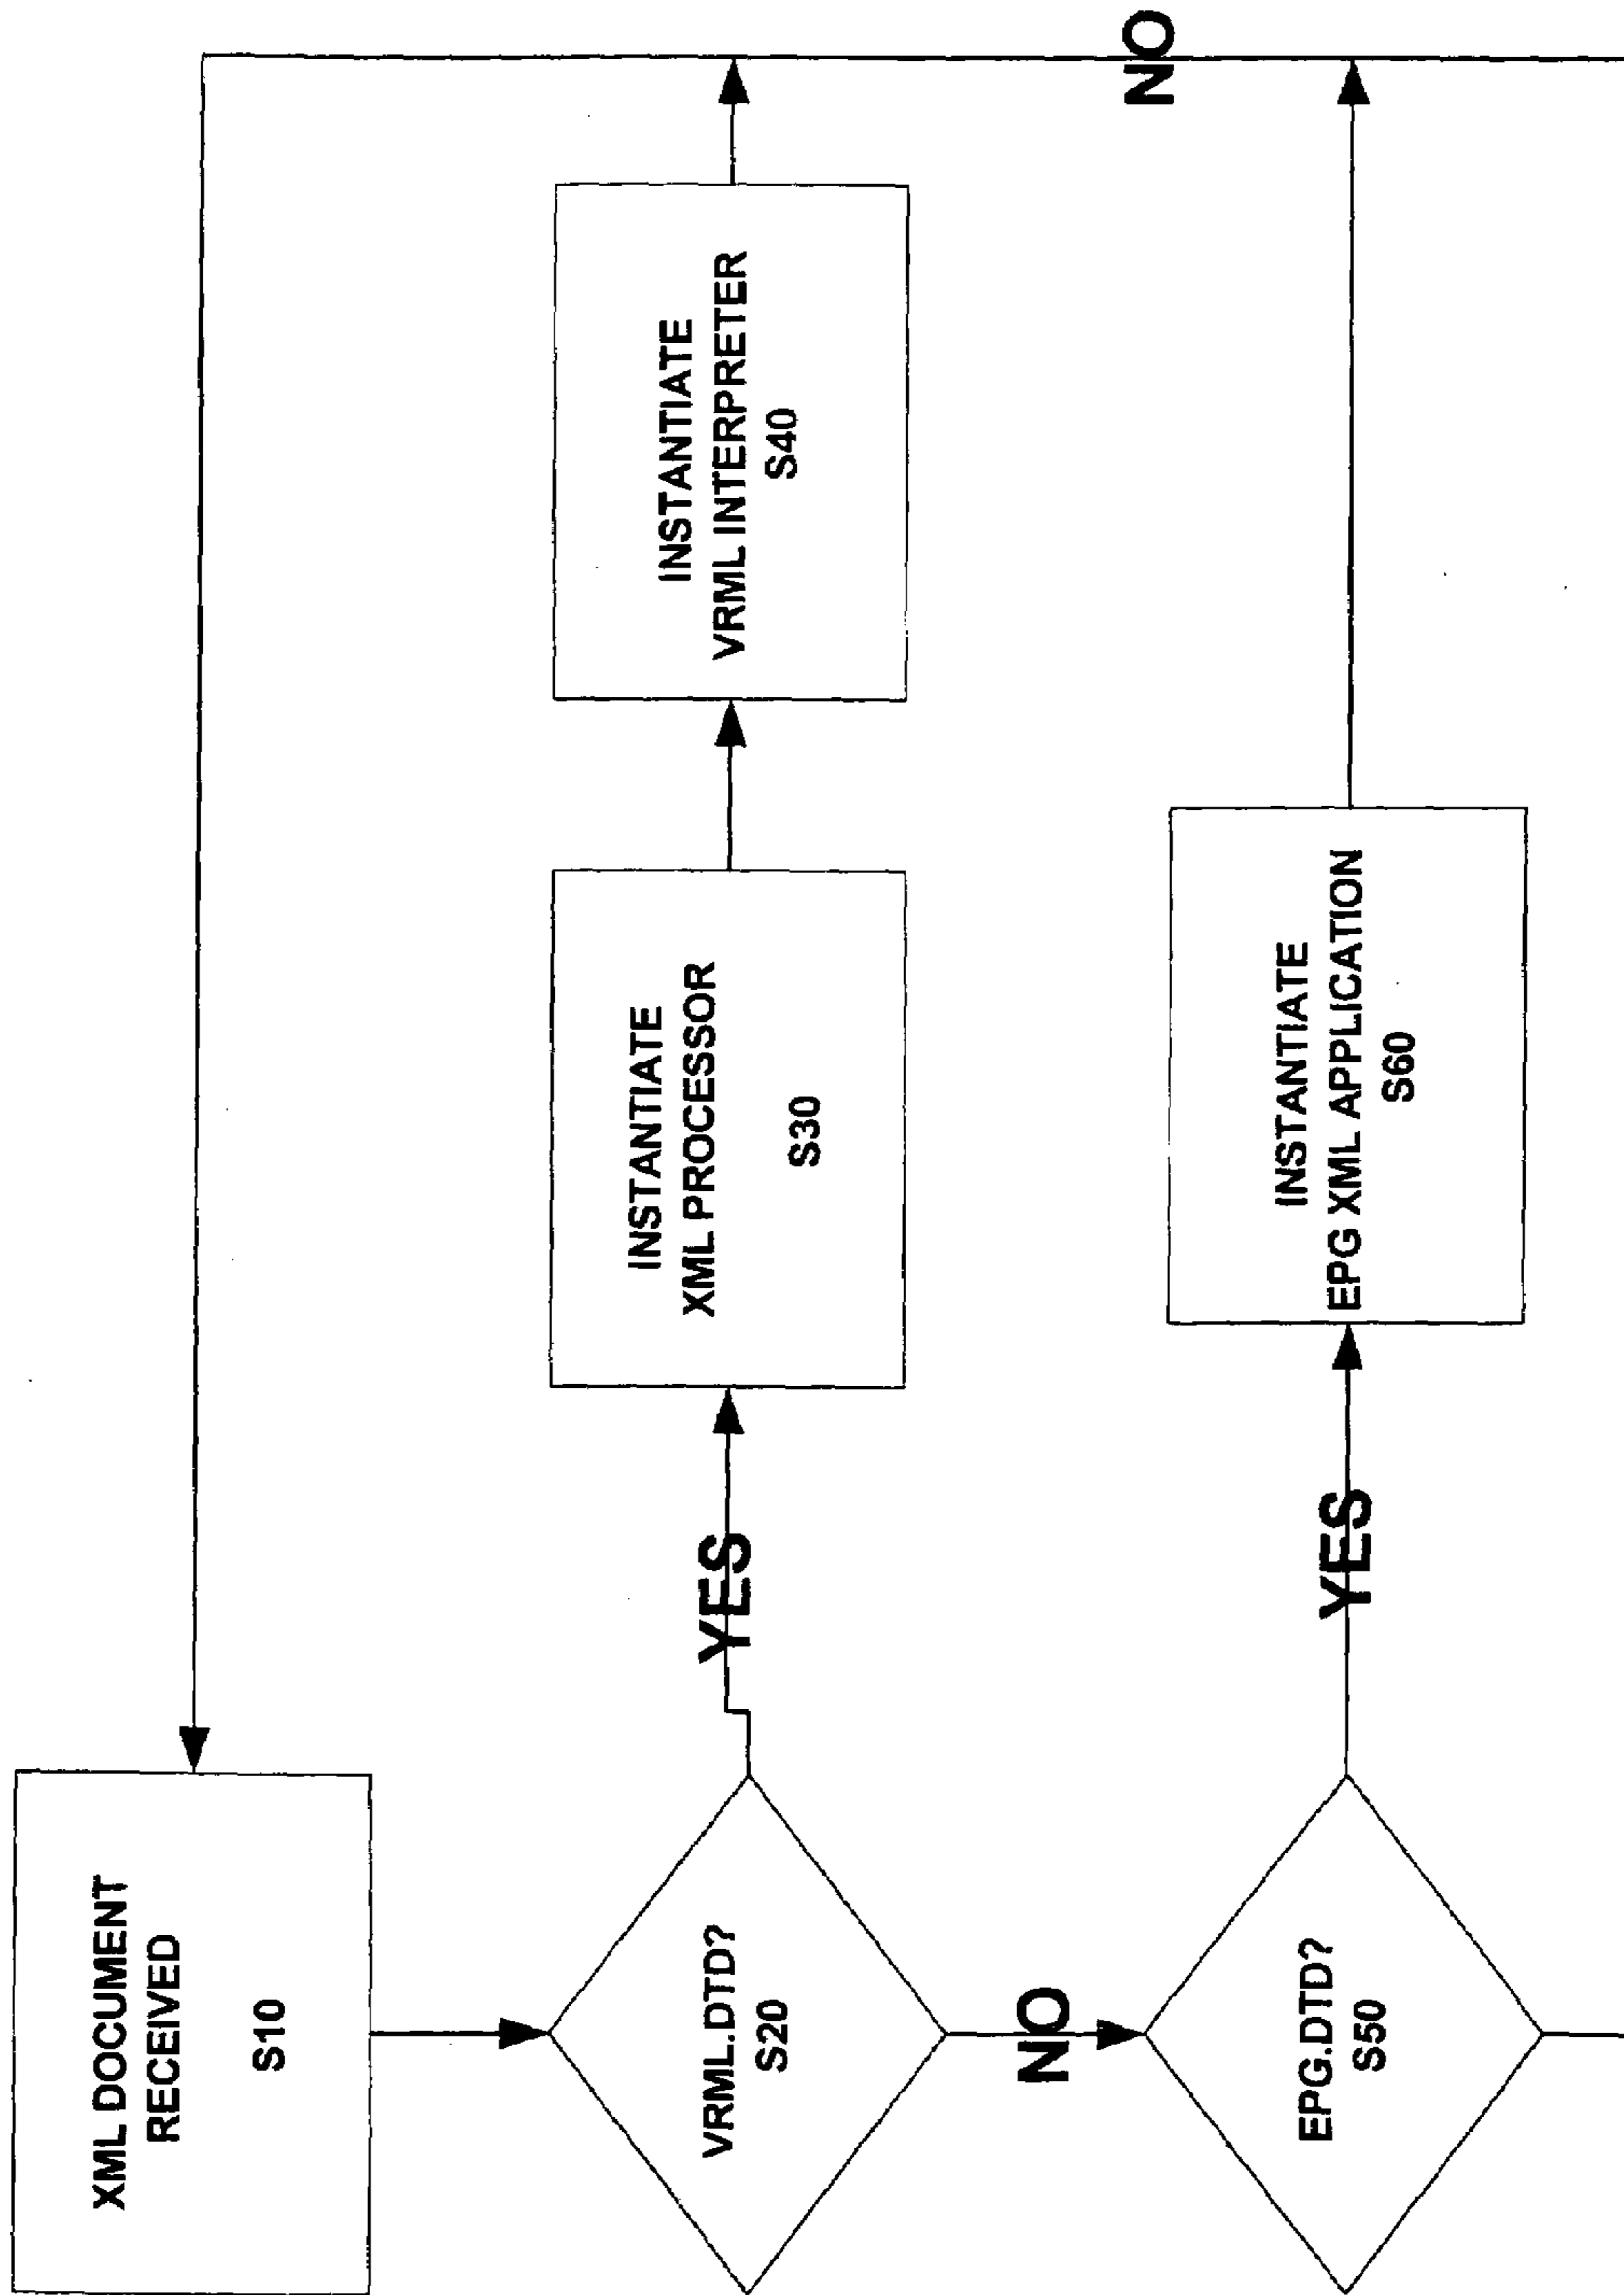 XML DOCUMENT
RECEIVED
S10
VRML.DTD?
S20
YES
INSTANTIATE
XML PROCESSOR
S30
INSTANTIATE
VRML INTERPRETER
S40
NO
EPG.DTD?
S50
YES
INSTANTIATE
EPG XML APPLICATION
S60
NO